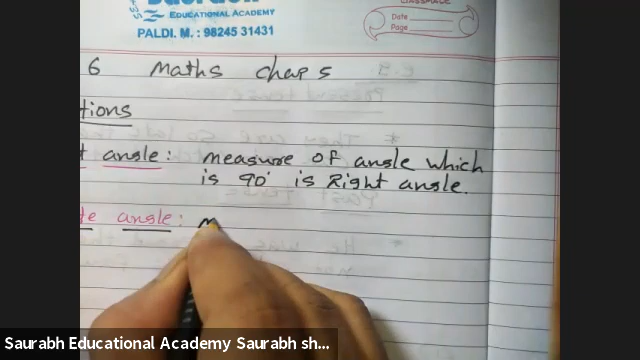 EDUCATIONAL ACADEMY
PALDI. M. : 98245 31431
CLASSMATE
Date
Page
6 Maths chap 5
tions
t angle: measure of angle which
is 90° is Right angle.
te angle: m
Saurabh Educational Academy Saurabh sh...